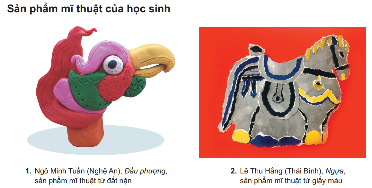 Sản phẩm mĩ thuật của học sinh
1. Ngô Minh Tuấn (Nghệ An), Đầu phượng,
sản phẩm mĩ thuật từ đất nặn
2. Lê Thu Hằng (Thái Bình), Ngựa,
sản phẩm mĩ thuật từ giấy màu